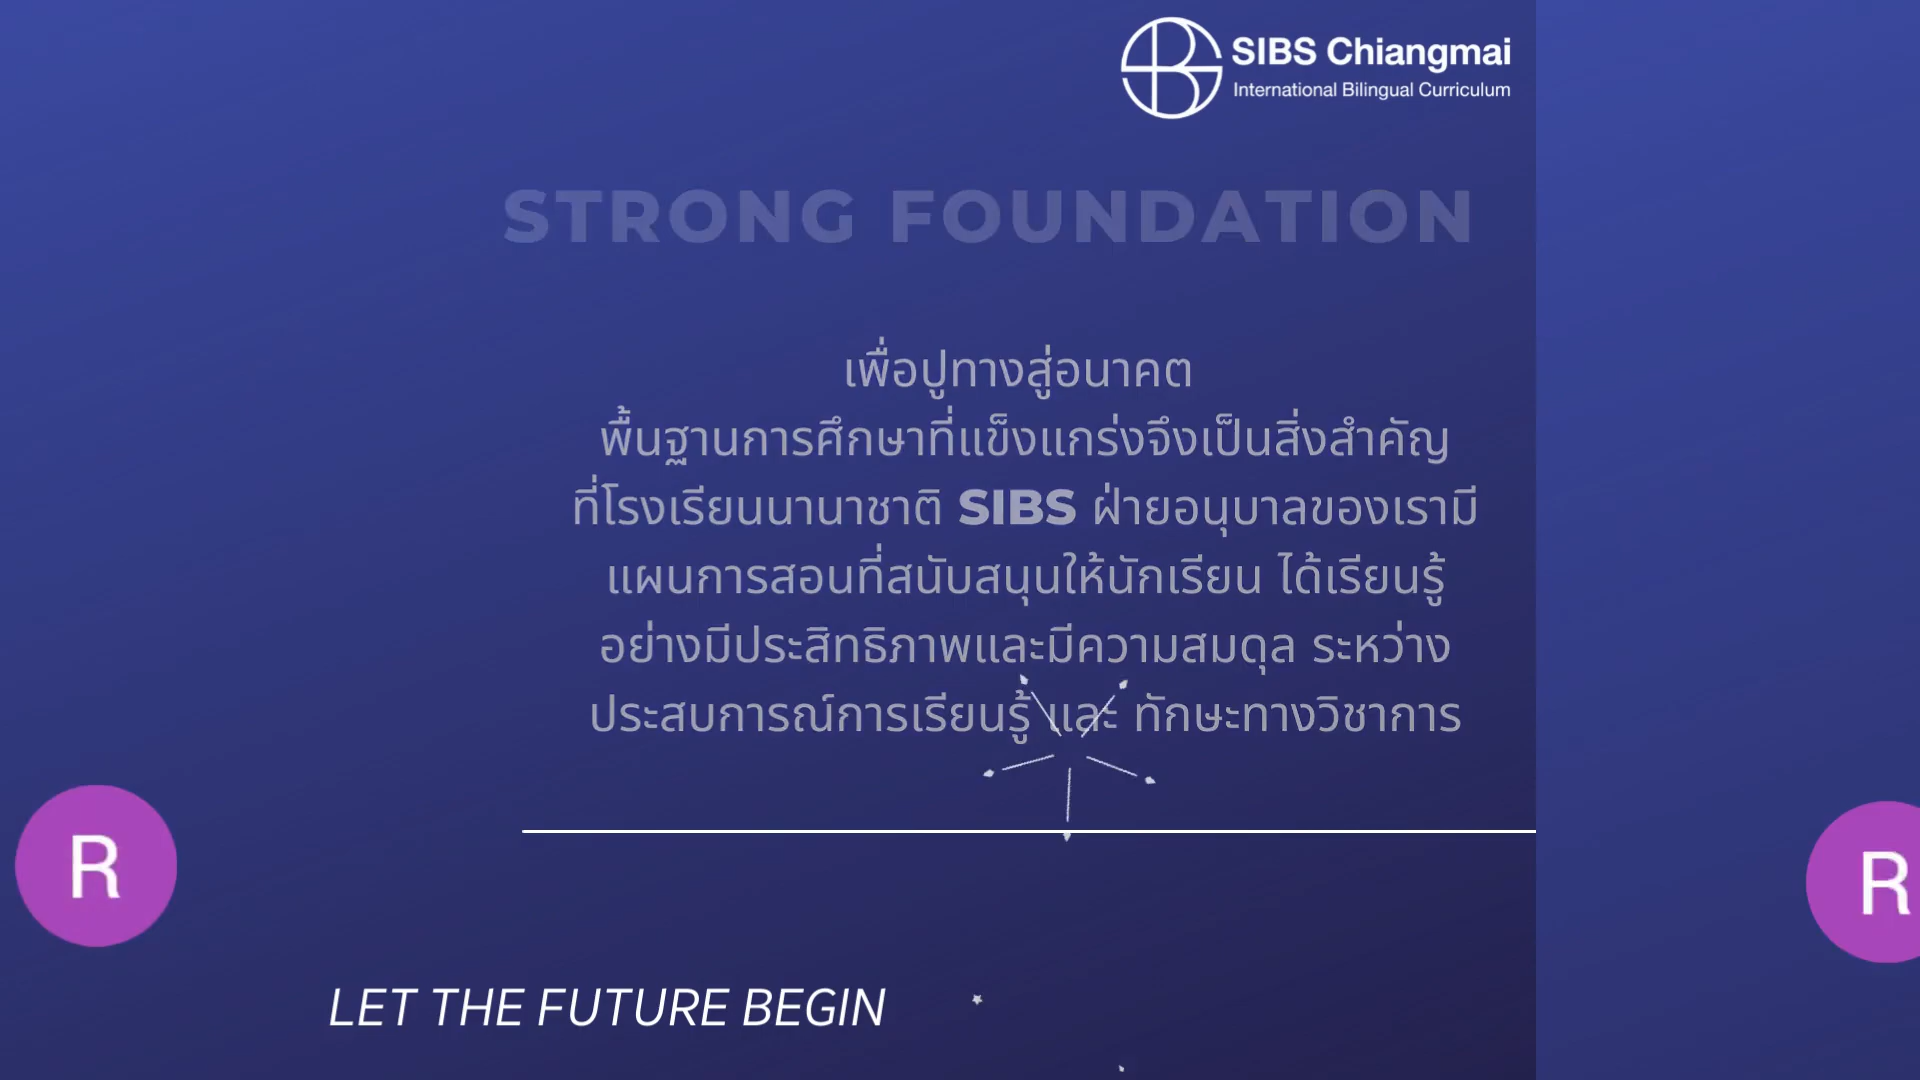 SIBS Chiangmai
International Bilingual Curriculum
STRONG FOUNDATION
เพื่อปูทางสู่อนาคต
พื้นฐานการศึกษาที่แข็งแกร่งจึงเป็นสิ่งสำคัญ
ที่โรงเรียนนานาชาติ SIBS ฝ่ายอนุบาลของเรามี
แผนการสอนที่สนับสนุนให้นักเรียน ได้เรียนรู้
อย่างมีประสิทธิภาพและมีความสมดุล ระหว่าง
ประสบการณ์การเรียนรู้ และ ทักษะทางวิชาการ
R
R
LET THE FUTURE BEGIN